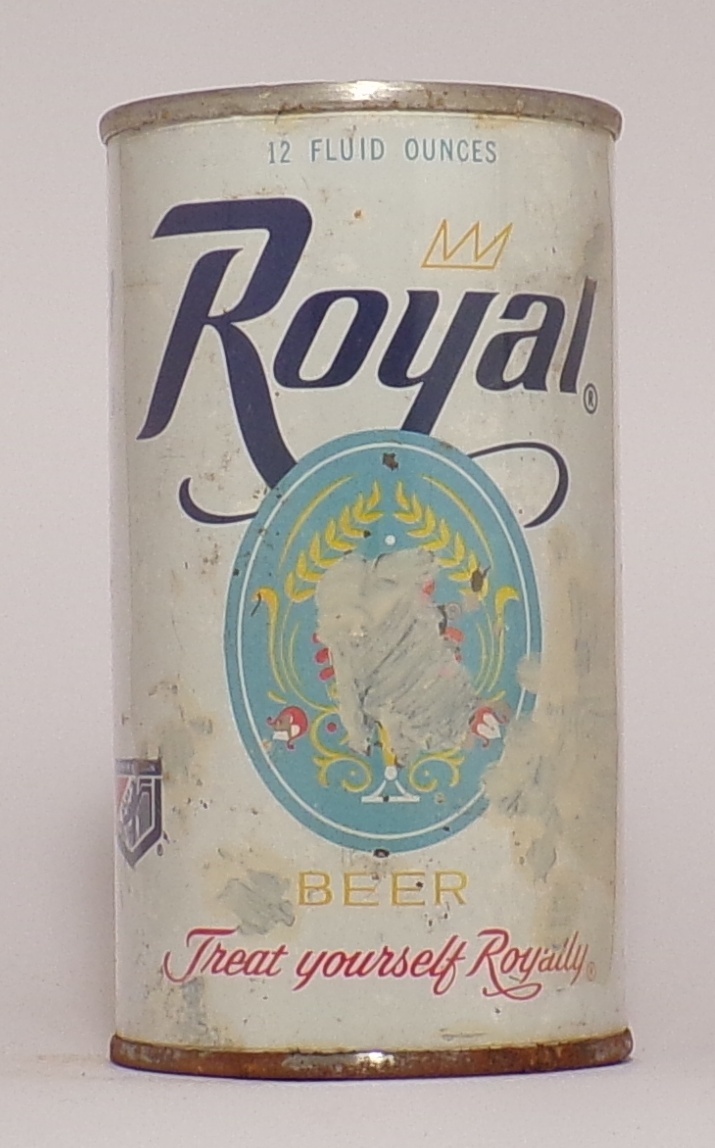 12 FLUID OUNCES
Royal®
BEER
Treat yourself Royally®